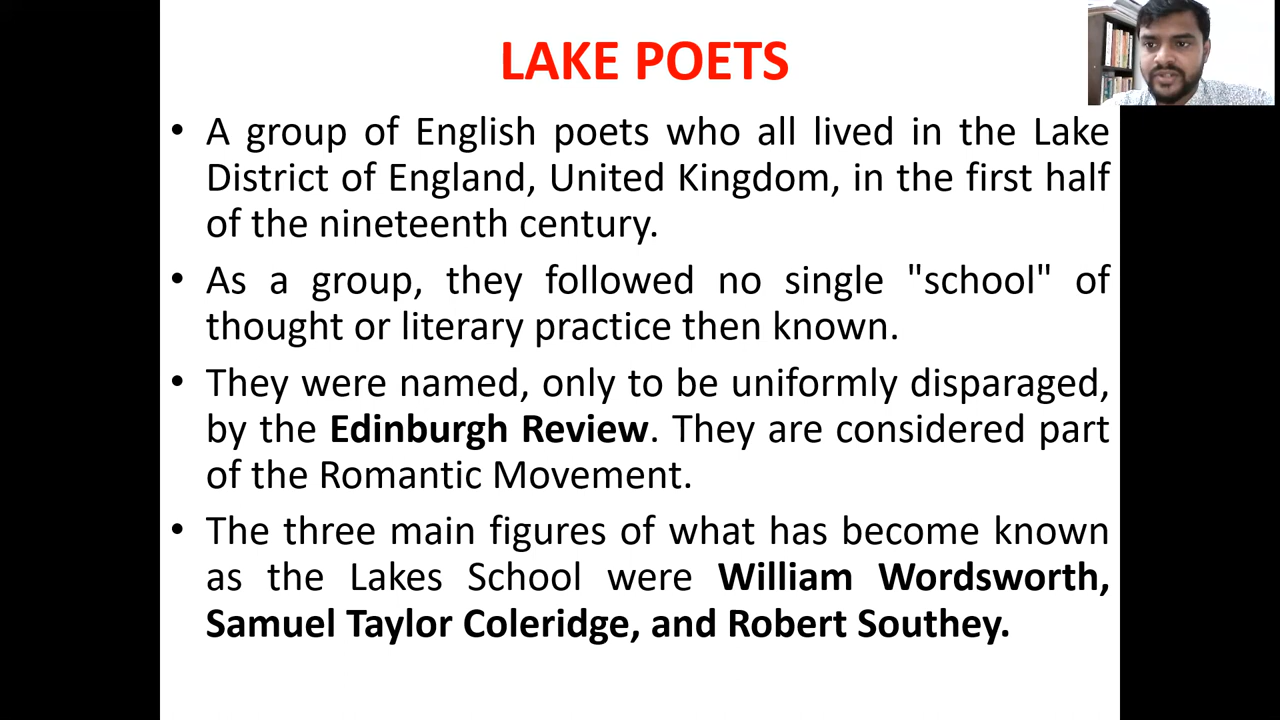 LAKE POETS
• A group of English poets who all lived in the Lake
District of England, United Kingdom, in the first half
of the nineteenth century.
• As a group, they followed no single "school" of
thought or literary practice then known.
• They were named, only to be uniformly disparaged,
by the Edinburgh Review. They are considered part
of the Romantic Movement.
• The three main figures of what has become known
as the Lakes School were William Wordsworth,
Samuel Taylor Coleridge, and Robert Southey.